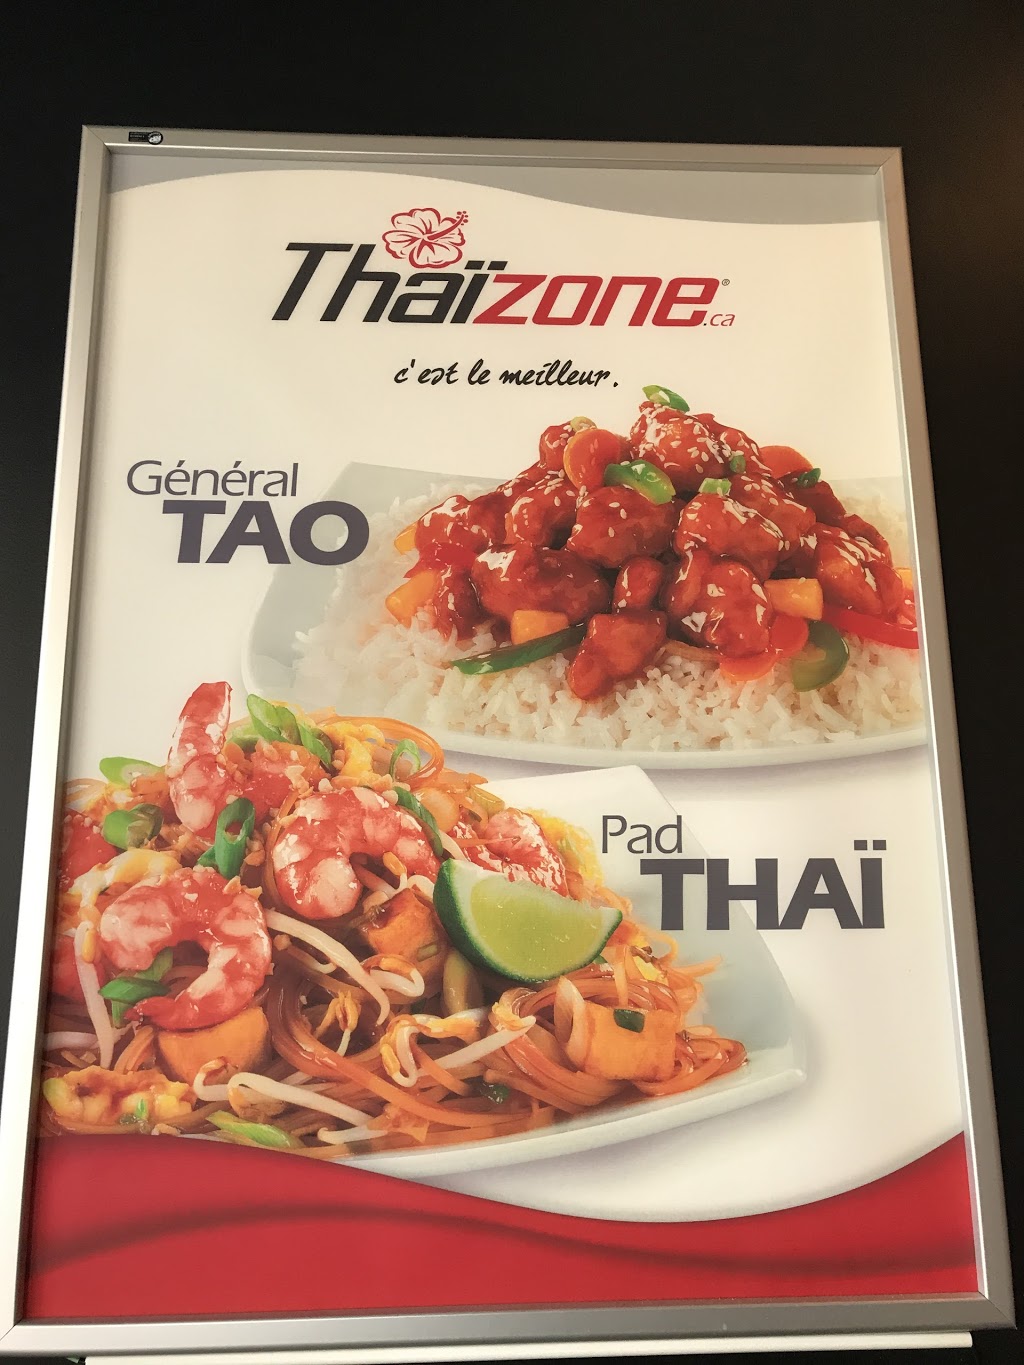 Thaïzone®.ca
c'est le meilleur.
Général
TAO
Pad
THAÏ